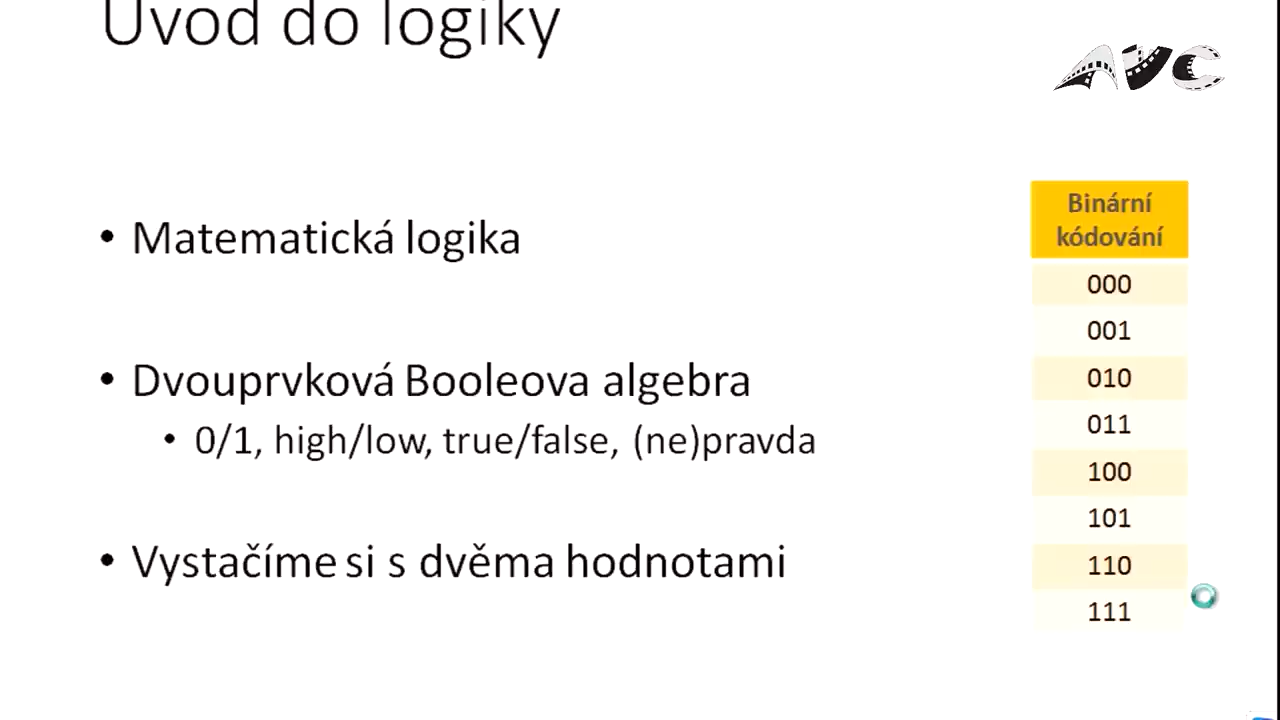 Úvod do logiky
AVC
• Matematická logika
• Dvouprvková Booleova algebra
• 0/1, high/low, true/false, (ne)pravda
• Vystačíme si s dvěma hodnotami
Binární
kódování
000
001
010
011
100
101
110
111